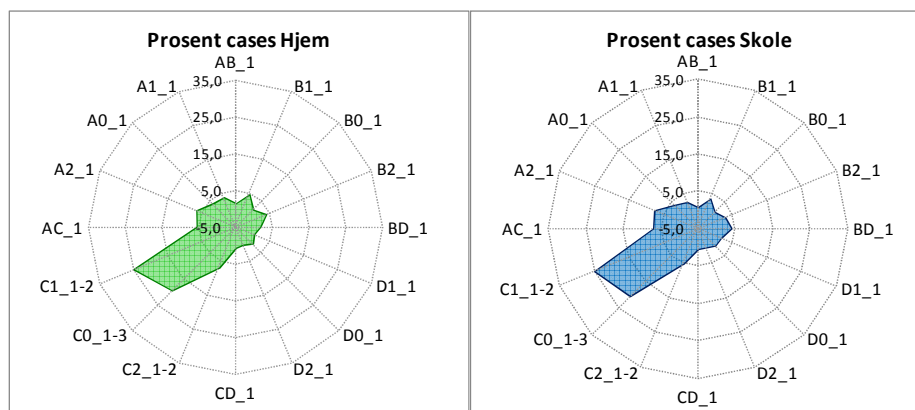 Prosent cases Hjem
AB_1
35,0
A1_1
B1_1
25,0
A0_1
B0_1
15,0
A2_1
B2_1
5,0
AC_1
-5,0
BD_1
C1_1-2
D1_1
C0_1-3
D0_1
C2_1-2
D2_1
CD_1
Prosent cases Skole
AB_1
35,0
A1_1
B1_1
25,0
A0_1
B0_1
15,0
A2_1
B2_1
5,0
AC_1
-5,0
BD_1
C1_1-2
D1_1
C0_1-3
D0_1
C2_1-2
D2_1
CD_1